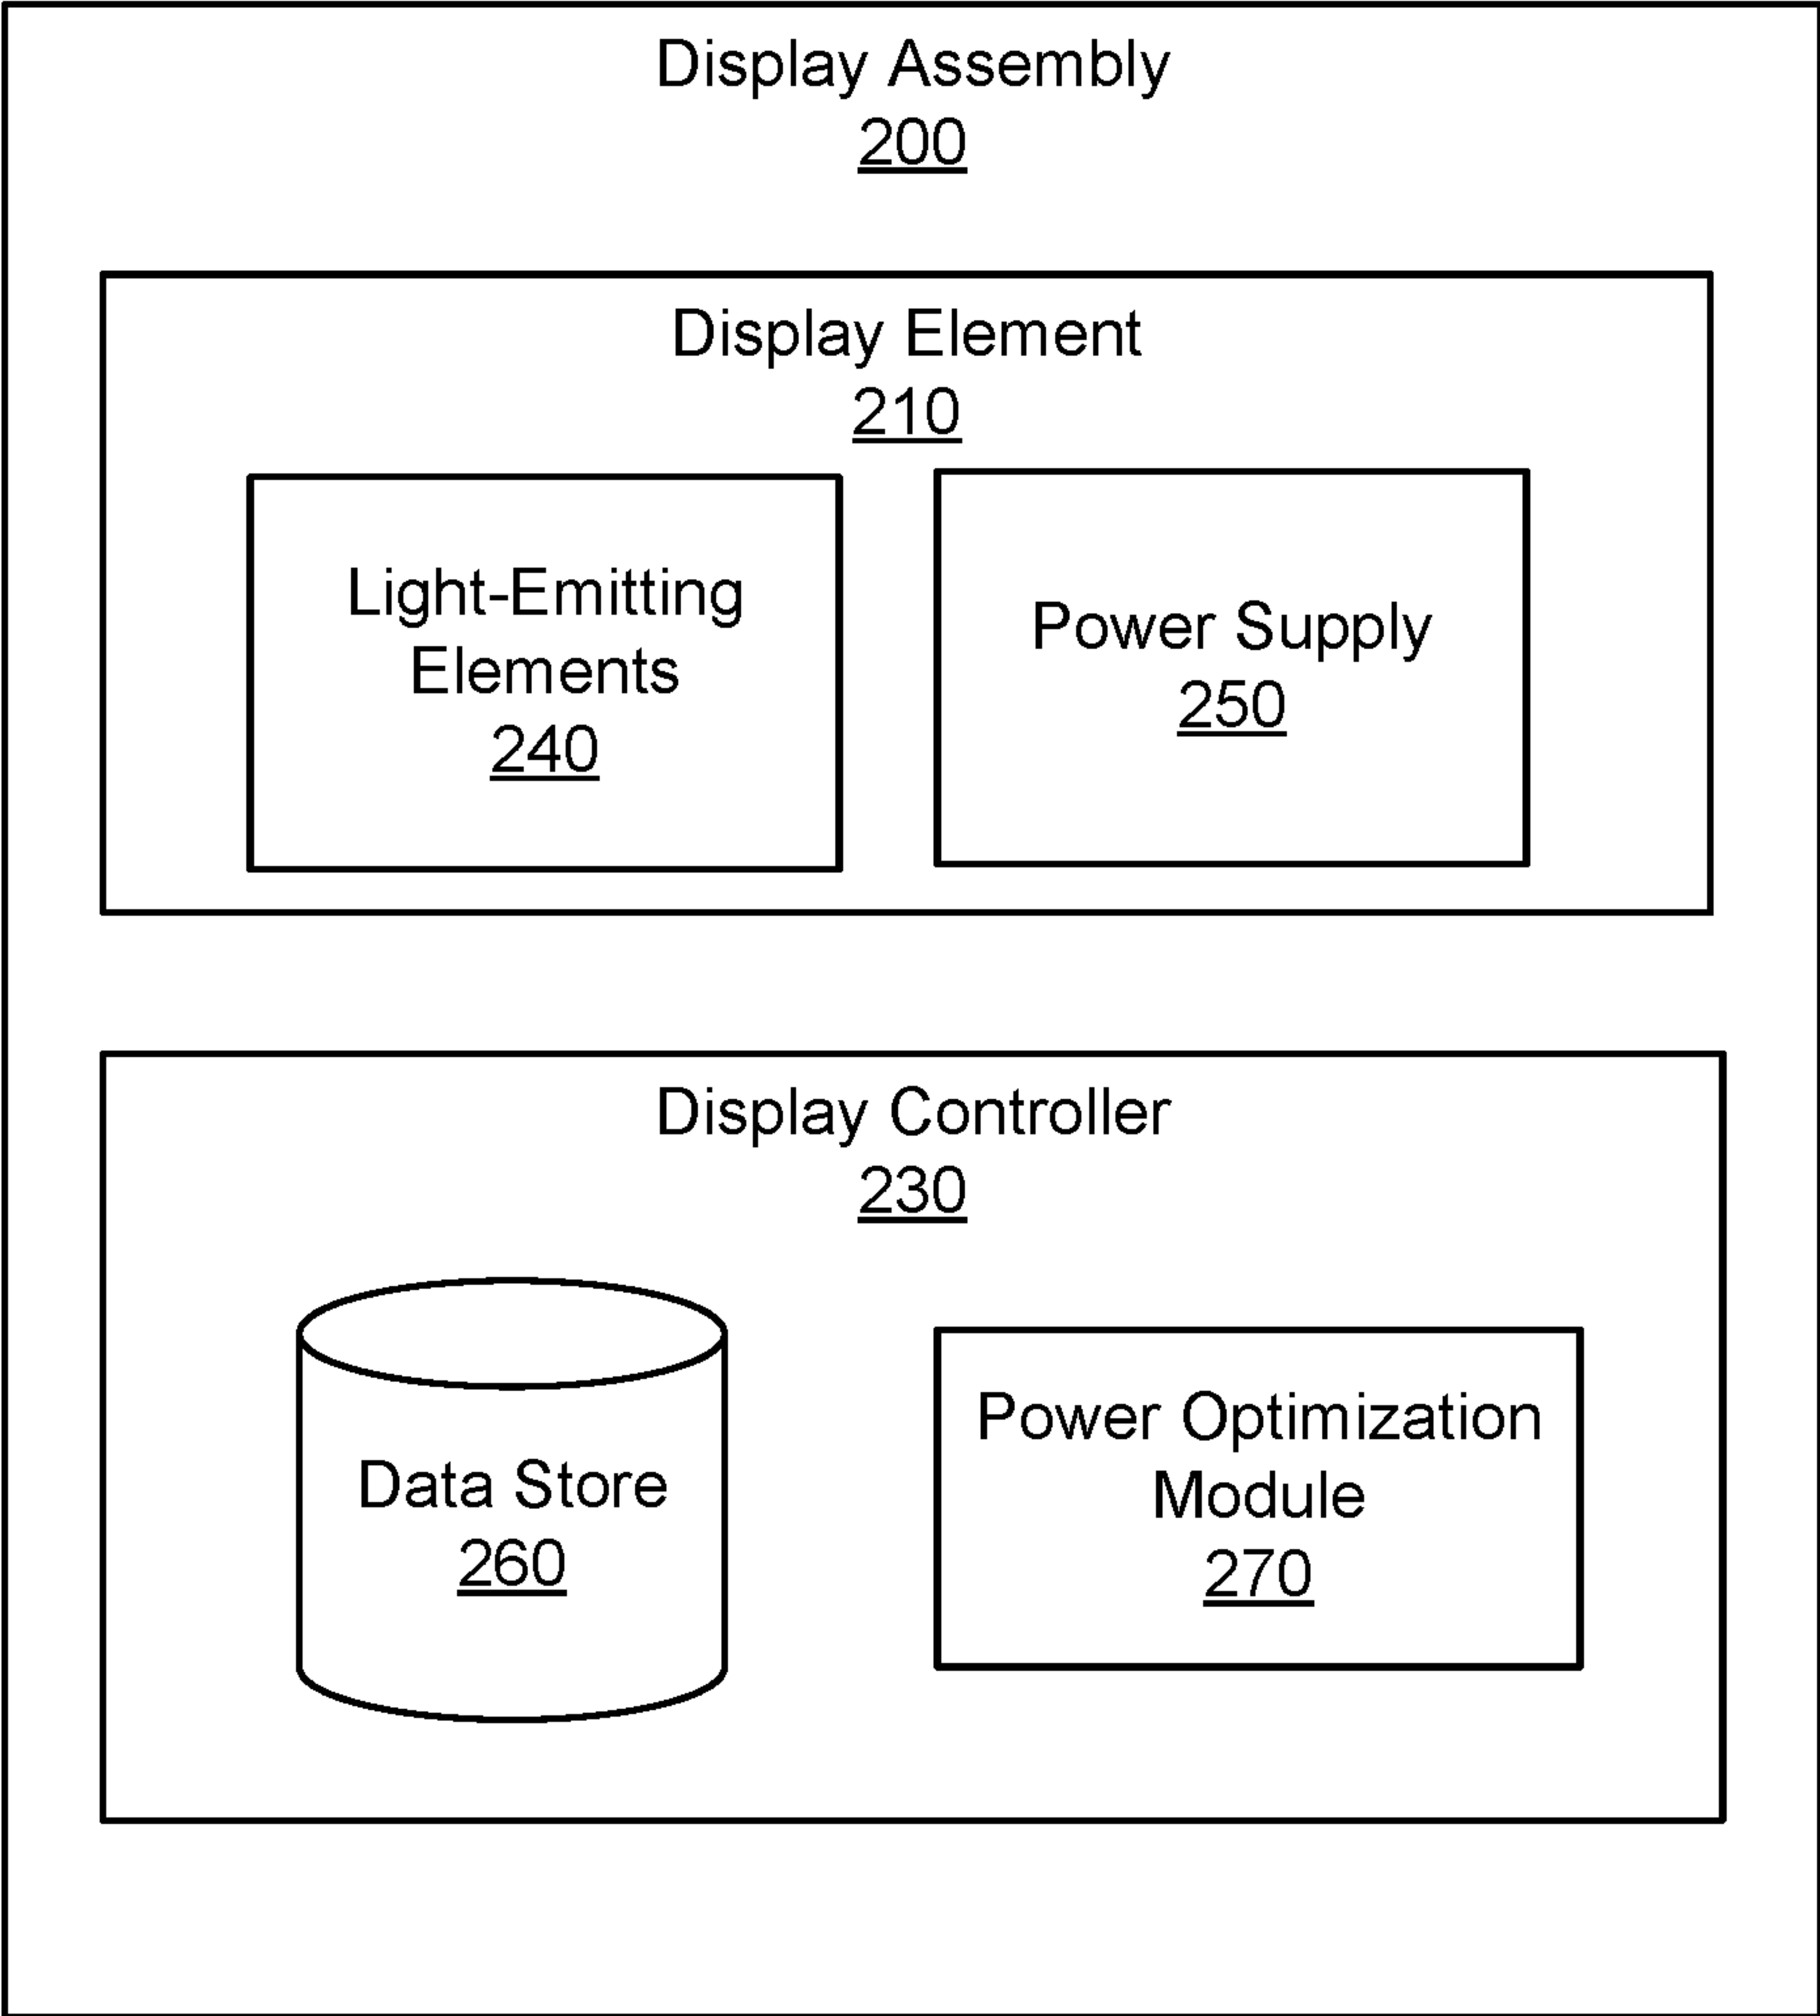 Display Assembly
200
Display Element
210
Light-Emitting
Elements
240
Power Supply
250
Display Controller
230
Data Store
260
Power Optimization
Module
270